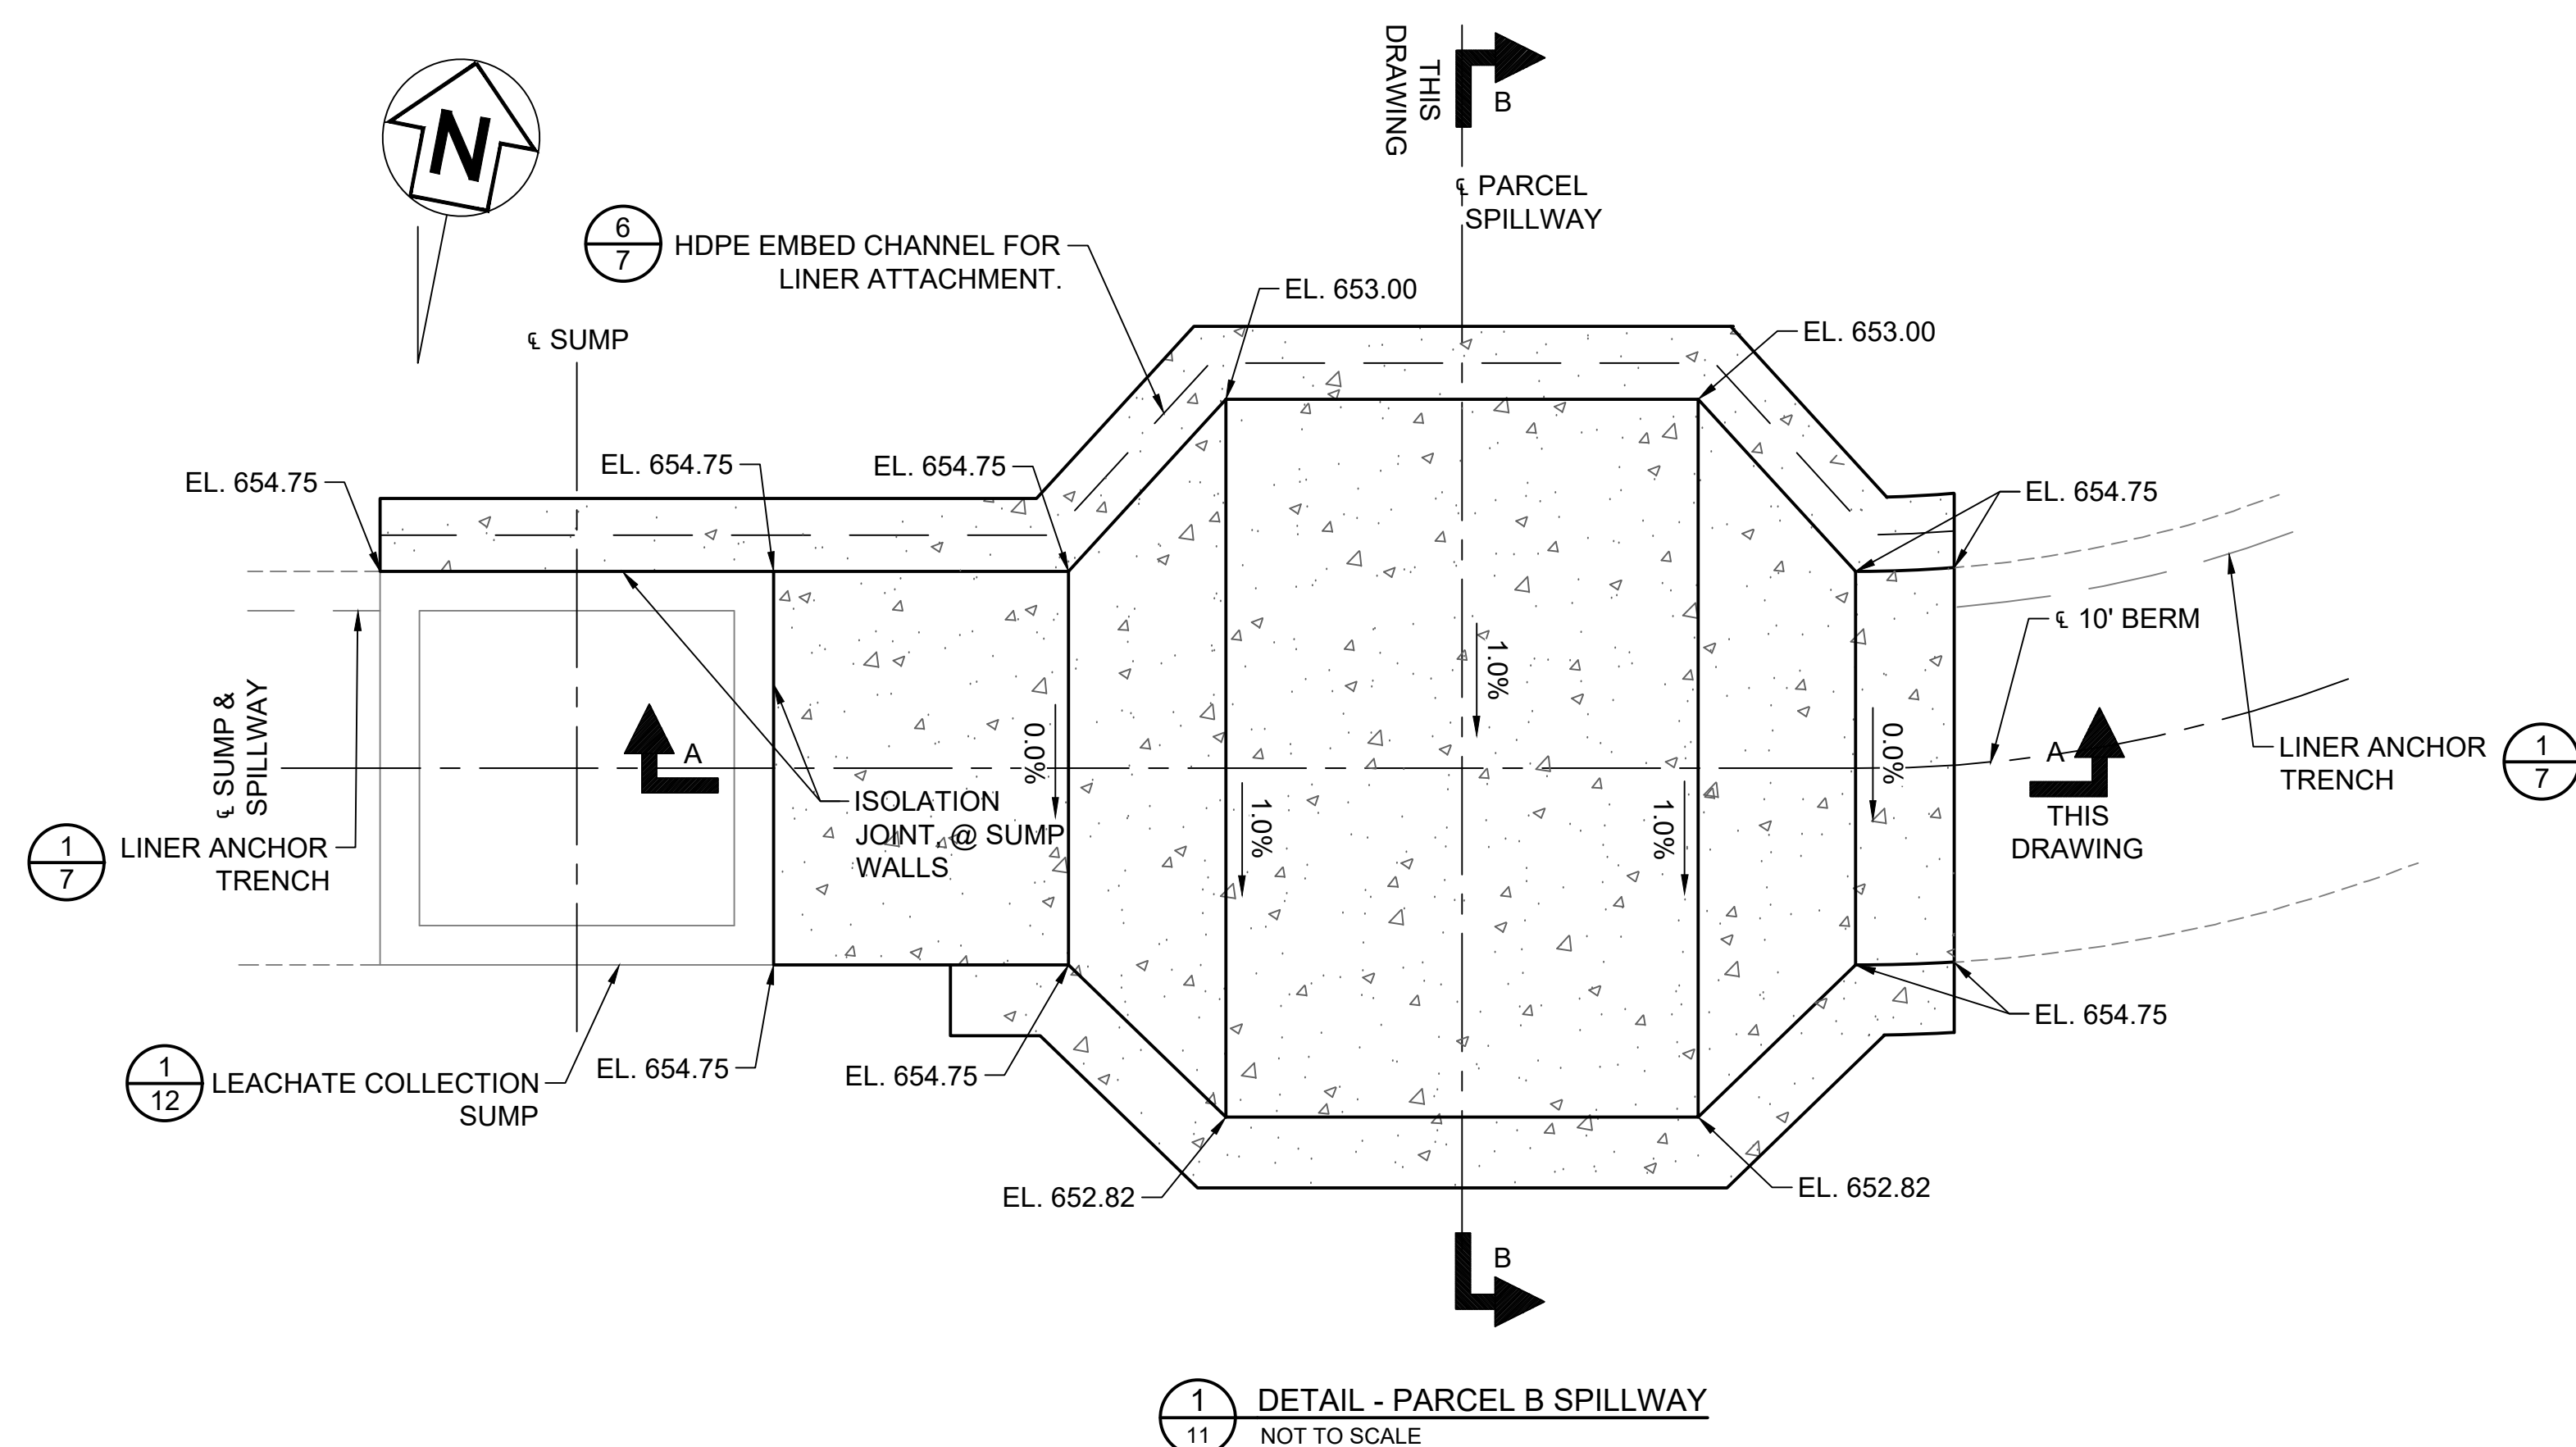 THIS
DRAWING
B
N
℄ PARCEL
SPILLWAY
6
7
HDPE EMBED CHANNEL FOR
LINER ATTACHMENT.
EL. 653.00
EL. 653.00
℄ SUMP
EL. 654.75
EL. 654.75
EL. 654.75
EL. 654.75
℄ 10' BERM
1.0%
℄ SUMP &
SPILLWAY
A
0.0%
0.0%
A
THIS
DRAWING
LINER ANCHOR
TRENCH
1
7
ISOLATION
JOINT, @ SUMP
WALLS
1.0%
1.0%
1
7
LINER ANCHOR
TRENCH
EL. 654.75
1
12
LEACHATE COLLECTION
SUMP
EL. 654.75
EL. 654.75
EL. 652.82
EL. 652.82
B
1
11
DETAIL - PARCEL B SPILLWAY
NOT TO SCALE